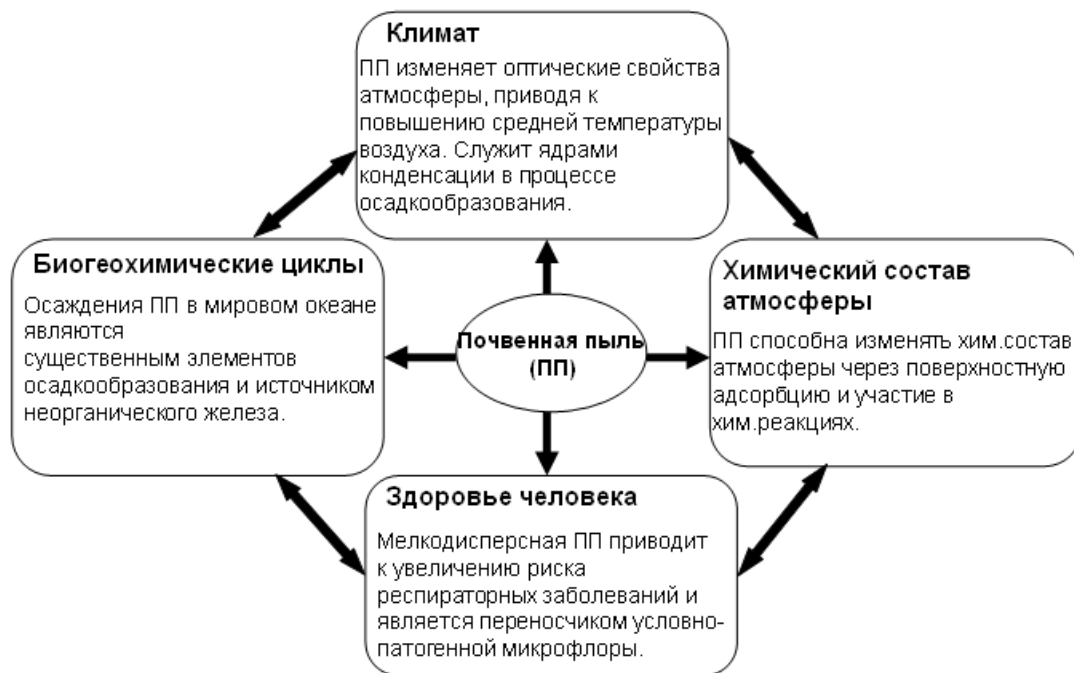 Климат
ПП изменяет оптические свойства
атмосферы, приводя к
повышению средней температуры
воздуха. Служит ядрами
конденсации в процессе
осадкообразования.
Биогеохимические циклы
Осаждения ПП в мировом океане
являются
существенным элементов
осадкообразования и источником
неорганического железа.
Почвенная пыль
(ПП)
Химический состав
атмосферы
ПП способна изменять хим.состав
атмосферы через поверхностную
адсорбцию и участие в
хим.реакциях.
Здоровье человека
Мелкодисперсная ПП приводит
к увеличению риска
респираторных заболеваний и
является переносчиком условно-
патогенной микрофлоры.